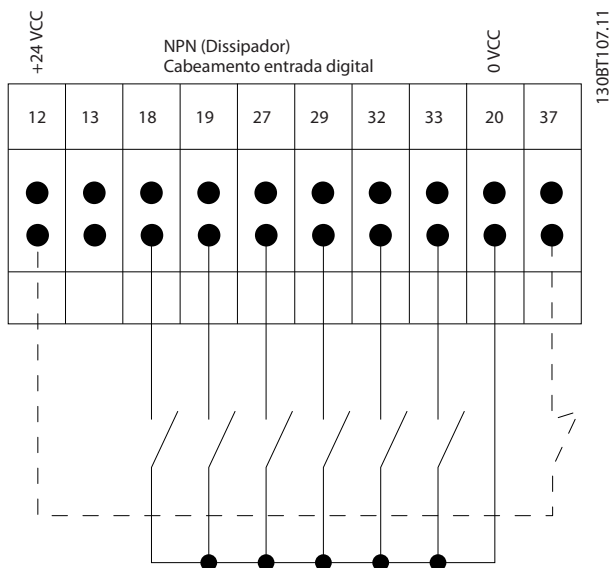 +24 VCC
NPN (Dissipador)
Cabeamento entrada digital
0 VCC
130BT107.11
12 13 18 19 27 29 32 33 20 37